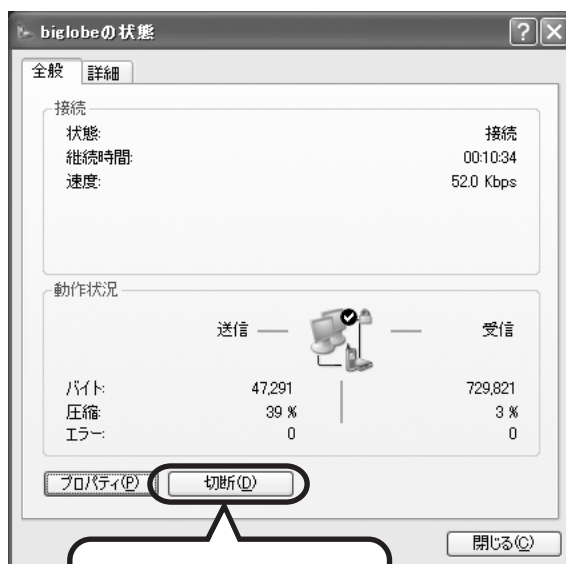 biglobeの状態
全般 詳細
接続
状態: 接続
継続時間: 00:10:34
速度: 52.0 Kbps
動作状況
送信 受信
バイト: 47,291 729,821
圧縮: 39 % 3 %
エラー: 0 0
プロパティ(P) 切断(D)
閉じる(C)